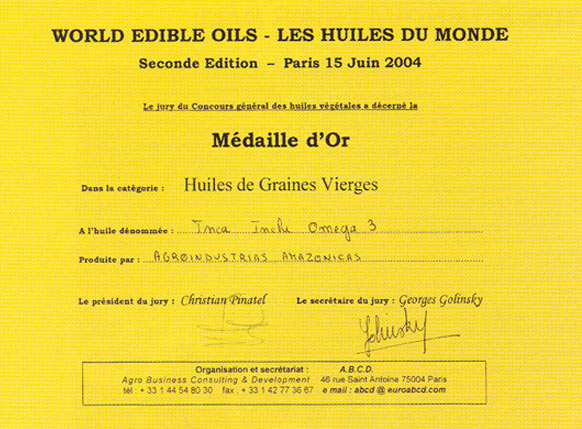 WORLD EDIBLE OILS - LES HUILES DU MONDE
Seconde Edition – Paris 15 Juin 2004
Le jury du Concours général des huiles végétales a décerné la
Médaille d'Or
Dans la catégorie : Huiles de Graines Vierges
A l'huile dénommée : Inca Inchi Omega 3
Produite par : AGROINDUSTRIAS AMAZONICAS
Le président du jury : Christian Pinatel Le secrétaire du jury : Georges Golinsky
Golinsky
Organisation et secrétariat : A.B.C.D.
Agro Business Consulting & Development 46 rue Saint Antoine 75004 Paris
tél : + 33 1 44 54 80 30 fax : + 33 1 42 77 36 67 e mail : abcd @ euroabcd.com